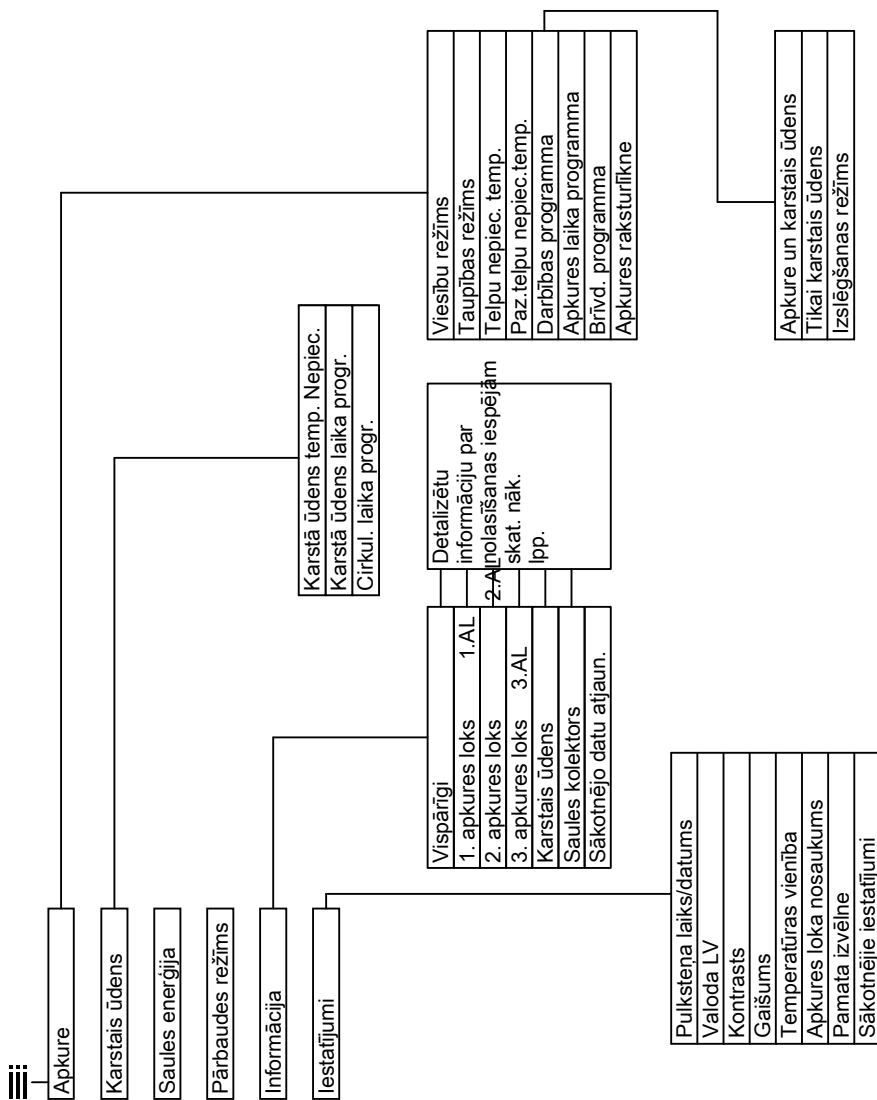 Apkure
Karstais ūdens
Saules enerģija
Pārbaudes režīms
Informācija
Iestatījumi
Viesību režīms
Taupības režīms
Telpu nepiec. temp.
Paz.telpu nepiec.temp.
Darbības programma
Apkures laika programma
Brīvd. programma
Apkures raksturlīkne
Apkure un karstais ūdens
Tikai karstais ūdens
Izslēgšanas režīms
Karstā ūdens temp. Nepiec.
Karstā ūdens laika progr.
Cirkul. laika progr.
Vispārīgi
1. apkures loks 1.AL
2. apkures loks 2.AL
3. apkures loks 3.AL
Karstais ūdens
Saules kolektors
Sākotnējo datu atjaun.
Detalizētu
informāciju par
nolasīšanas iespējām
skat. nāk.
lpp.
Pulksteņa laiks/datums
Valoda LV
Kontrasts
Gaišums
Temperatūras vienība
Apkures loka nosaukums
Pamata izvēlne
Sākotnējie iestatījumi